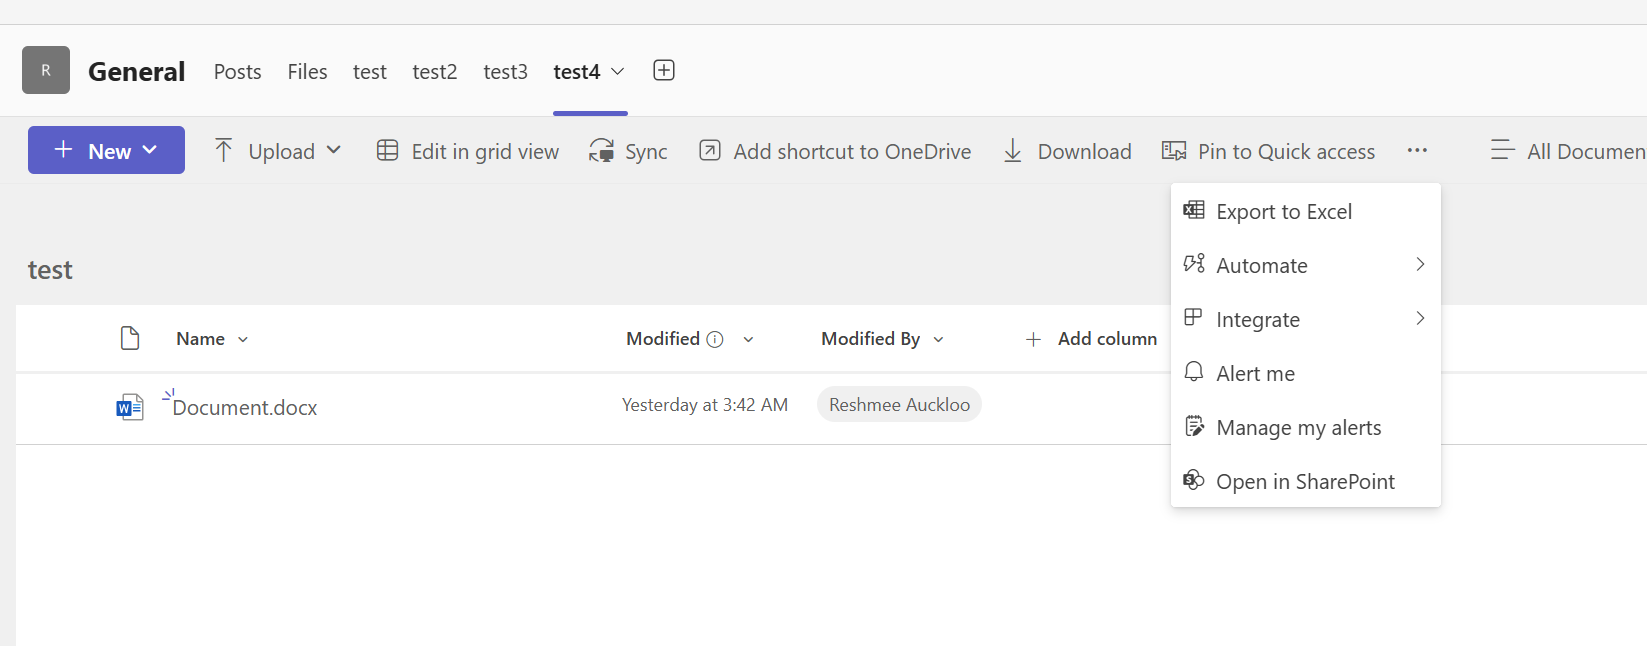 R General Posts Files test test2 test3 test4
New Upload Edit in grid view Sync Add shortcut to OneDrive Download Pin to Quick access ··· All Documen
Export to Excel
Automate
test
Integrate
Name Modified Modified By Add column
Alert me
Document.docx Yesterday at 3:42 AM Reshmee Auckloo
Manage my alerts
Open in SharePoint